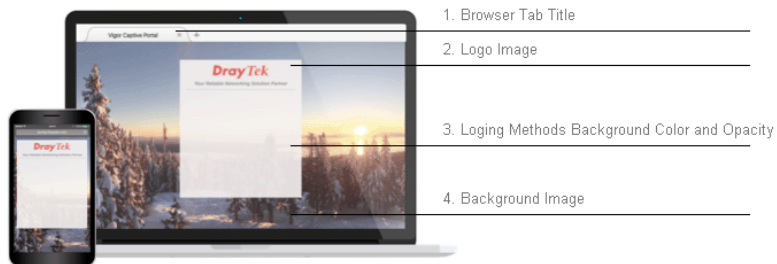 1. Browser Tab Title
Vigor Captive Portal
2. Logo Image
DrayTek
Your Reliable Networking Solution Partner
3. Loging Methods Background Color and Opacity
DrayTek
4. Background Image